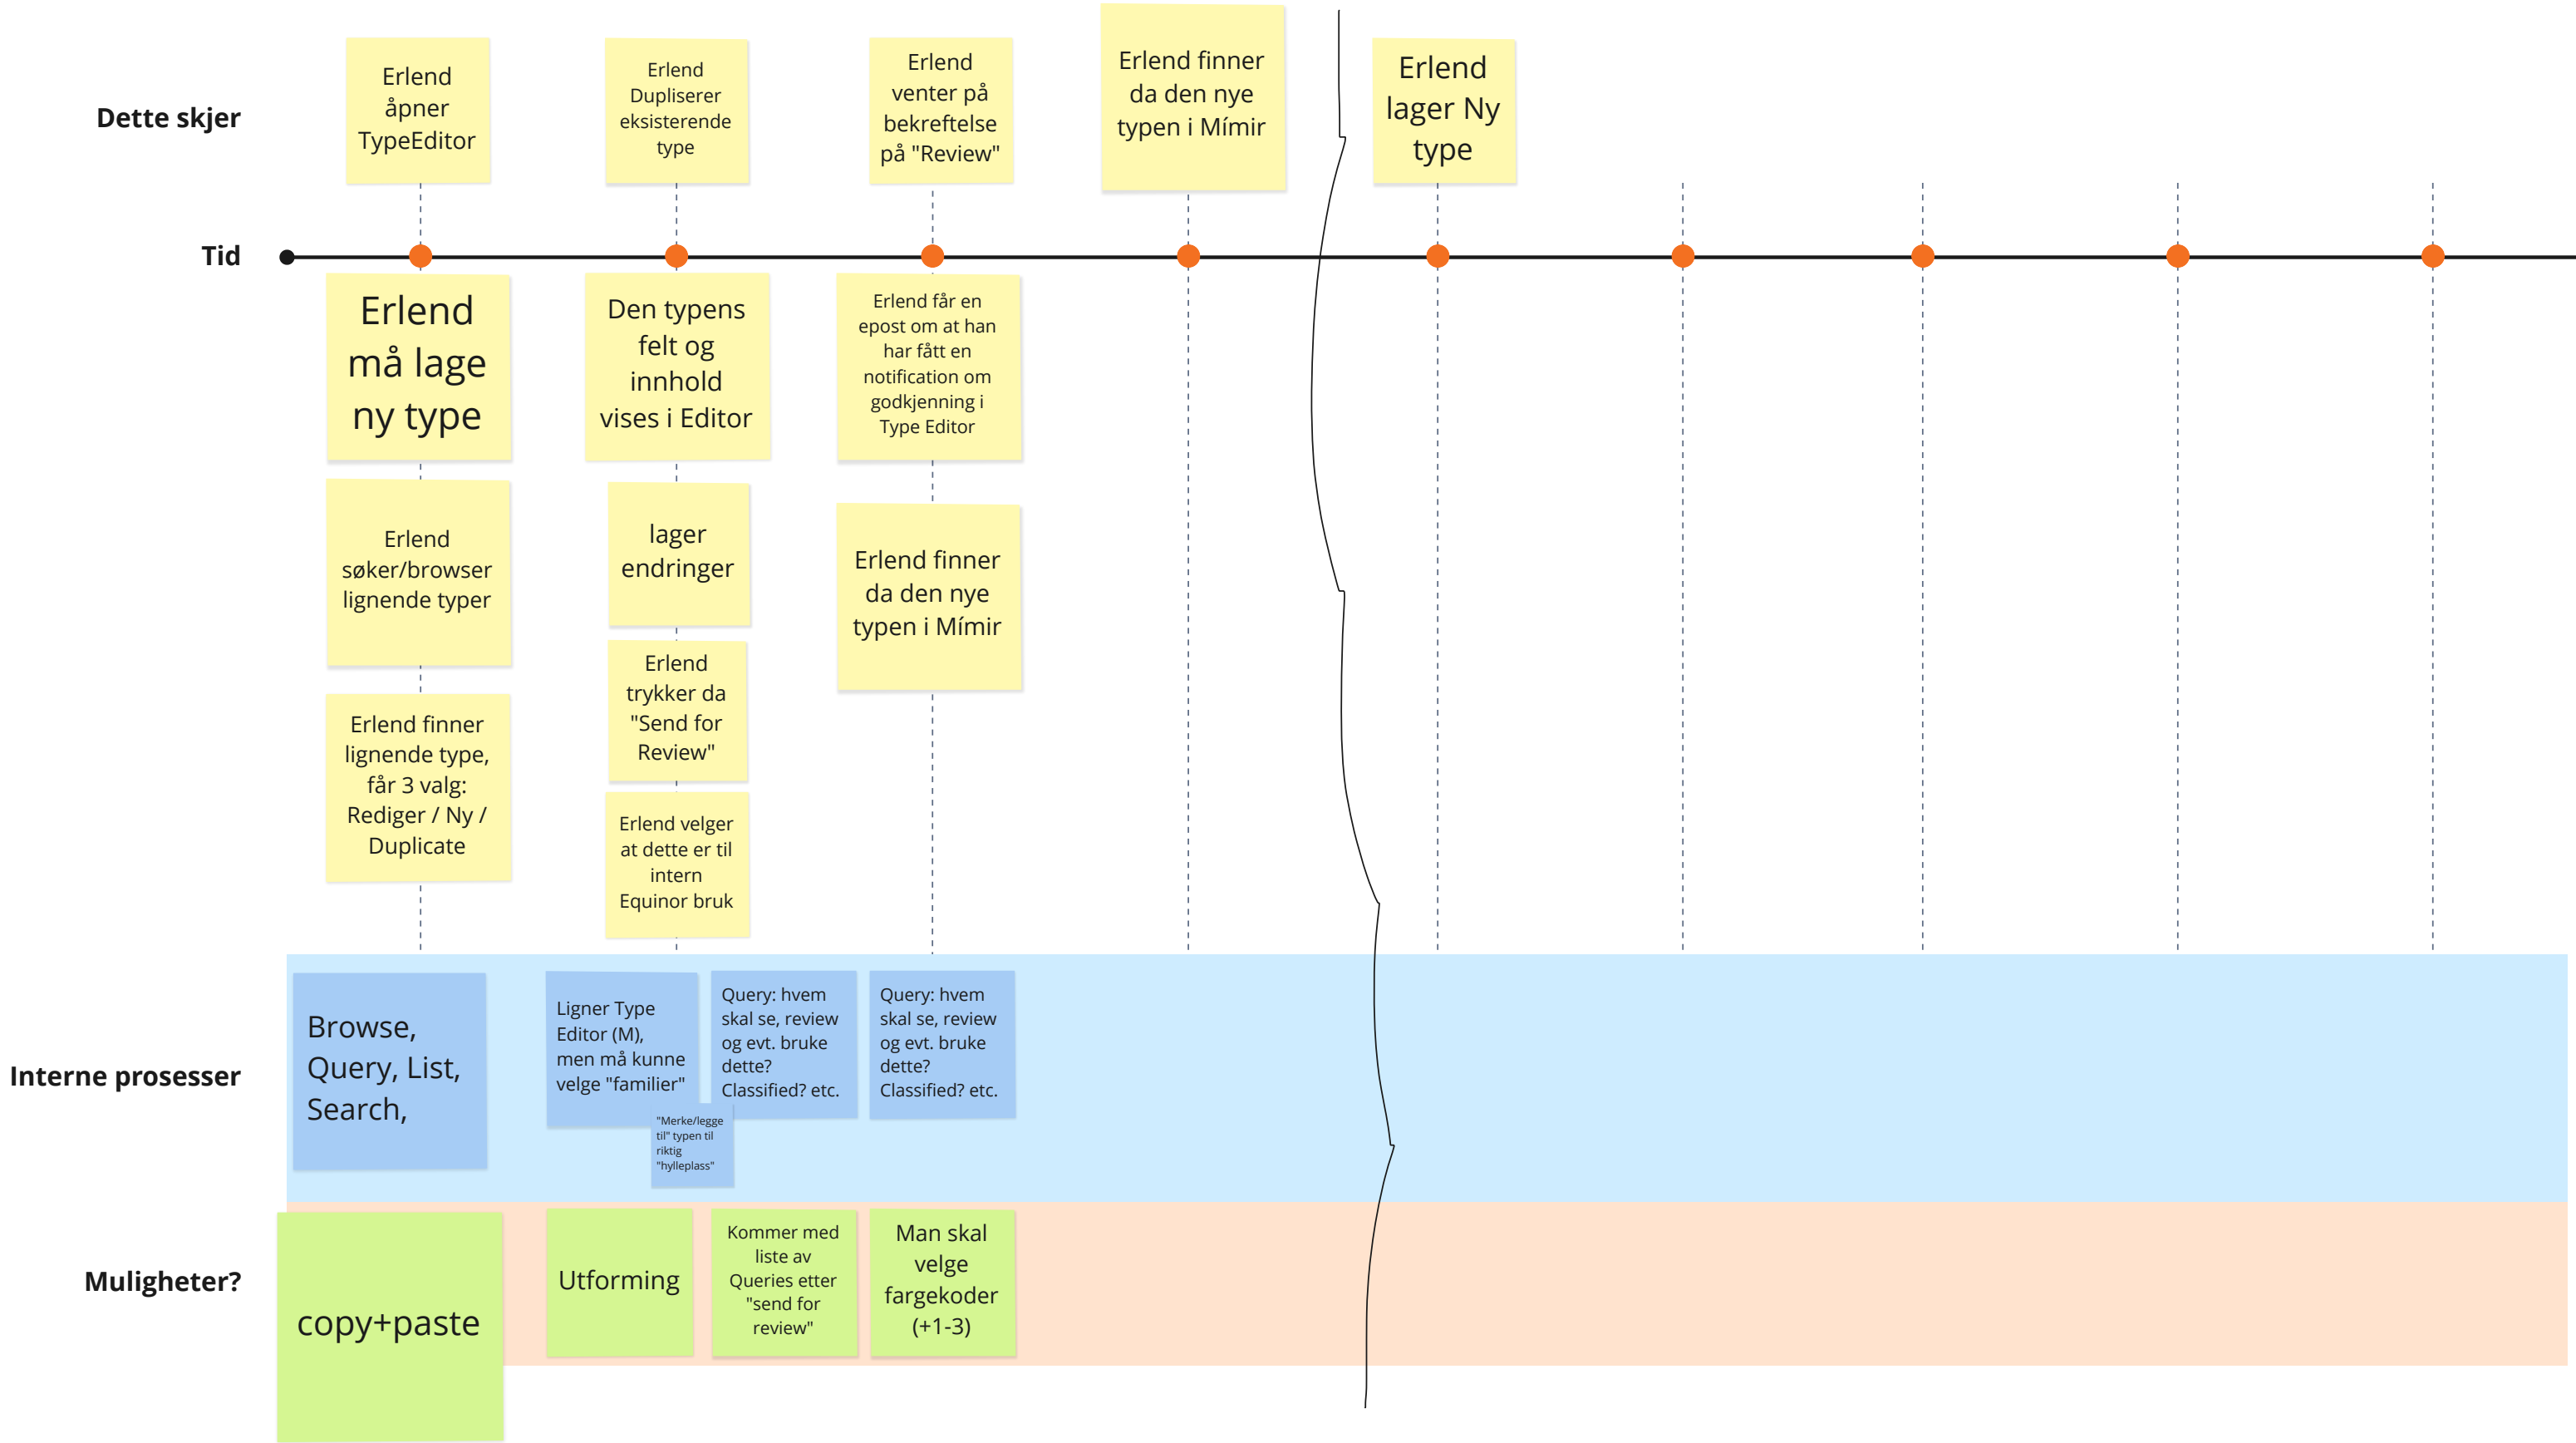 Dette skjer
Erlend
åpner
TypeEditor
Erlend
Dupliserer
eksisterende
type
Erlend
venter på
bekreftelse
på "Review"
Erlend finner
da den nye
typen i Mímir
Erlend
lager Ny
type
Tid
Erlend
må lage
ny type
Erlend
søker/browser
lignende typer
Erlend finner
lignende type,
får 3 valg:
Rediger / Ny /
Duplicate
Den typens
felt og
innhold
vises i Editor
lager
endringer
Erlend
trykker da
"Send for
Review"
Erlend velger
at dette er til
intern
Equinor bruk
Erlend får en
epost om at han
har fått en
notification om
godkjenning i
Type Editor
Erlend finner
da den nye
typen i Mímir
Interne prosesser
Browse,
Query, List,
Search,
Ligner Type
Editor (M),
men må kunne
velge "familier"
"Merke/legge
til" typen til
riktig
"hylleplass"
Query: hvem
skal se, review
og evt. bruke
dette?
Classified? etc.
Query: hvem
skal se, review
og evt. bruke
dette?
Classified? etc.
Muligheter?
copy+paste
Utforming
Kommer med
liste av
Queries etter
"send for
review"
Man skal
velge
fargekoder
(+1-3)